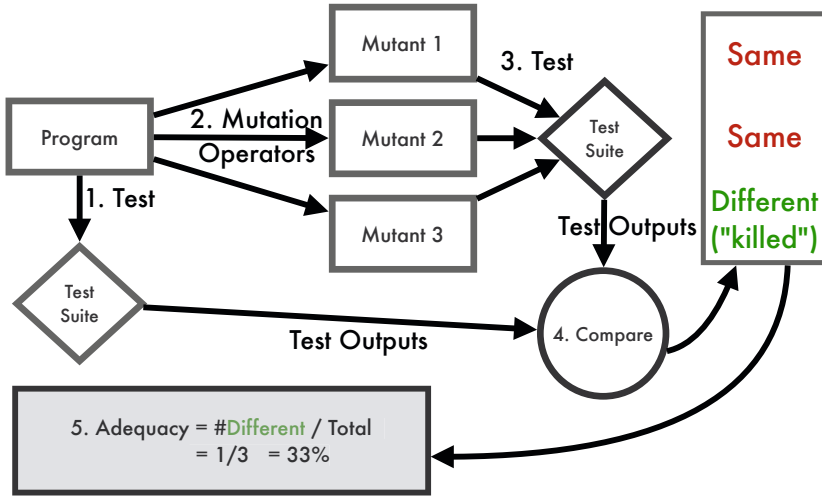 Mutant 1
3. Test
Same
Program
2. Mutation
Operators
Mutant 2
Test
Suite
Same
1. Test
Mutant 3
Different
("killed")
Test Outputs
Test
Suite
Test Outputs
4. Compare
5. Adequacy = #Different / Total
= 1/3 = 33%